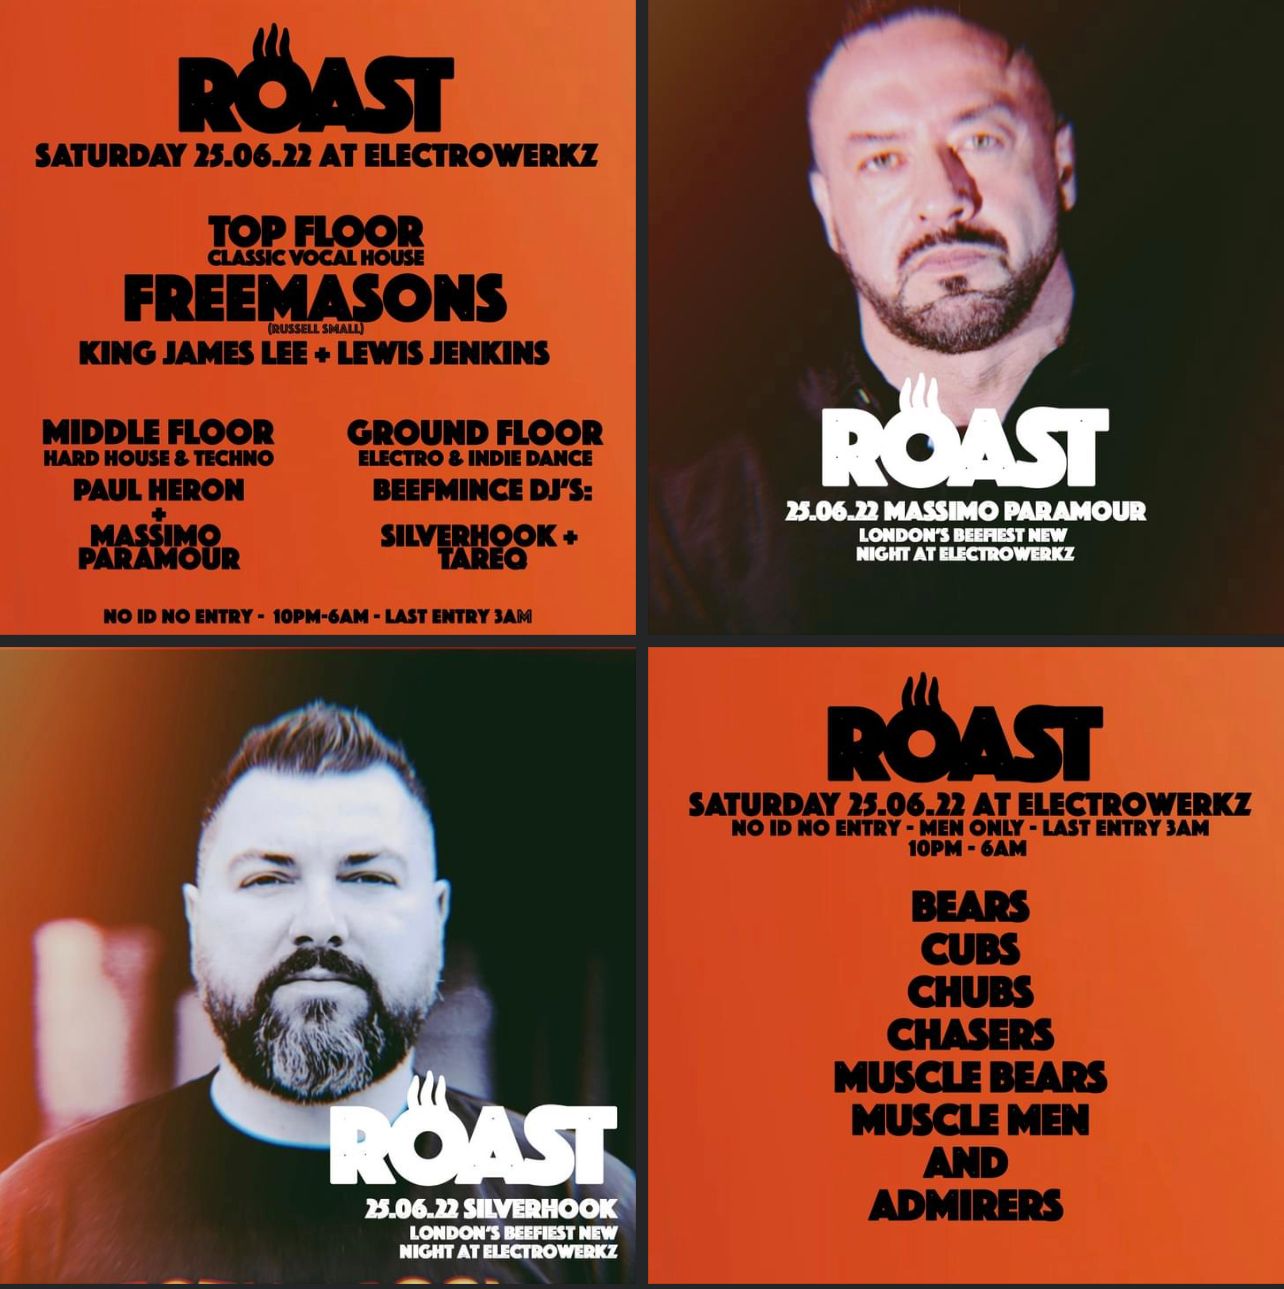 ROAST
SATURDAY 25.06.22 AT ELECTROWERKZ
TOP FLOOR
CLASSIC VOCAL HOUSE
FREEMASONS
(RUSSELL SMALL)
KING JAMES LEE + LEWIS JENKINS
MIDDLE FLOOR
HARD HOUSE & TECHNO
PAUL HERON
+
MASSIMO
PARAMOUR
GROUND FLOOR
ELECTRO & INDIE DANCE
BEEFMINCE DJ'S:
SILVERHOOK +
TAREQ
NO ID NO ENTRY - 10PM-6AM - LAST ENTRY 3AM
ROAST
25.06.22 MASSIMO PARAMOUR
LONDON'S BEEFIEST NEW
NIGHT AT ELECTROWERKZ
ROAST
25.06.22 SILVERHOOK
LONDON'S BEEFIEST NEW
NIGHT AT ELECTROWERKZ
ROAST
SATURDAY 25.06.22 AT ELECTROWERKZ
NO ID NO ENTRY - MEN ONLY - LAST ENTRY 3AM
10PM - 6AM
BEARS
CUBS
CHUBS
CHASERS
MUSCLE BEARS
MUSCLE MEN
AND
ADMIRERS